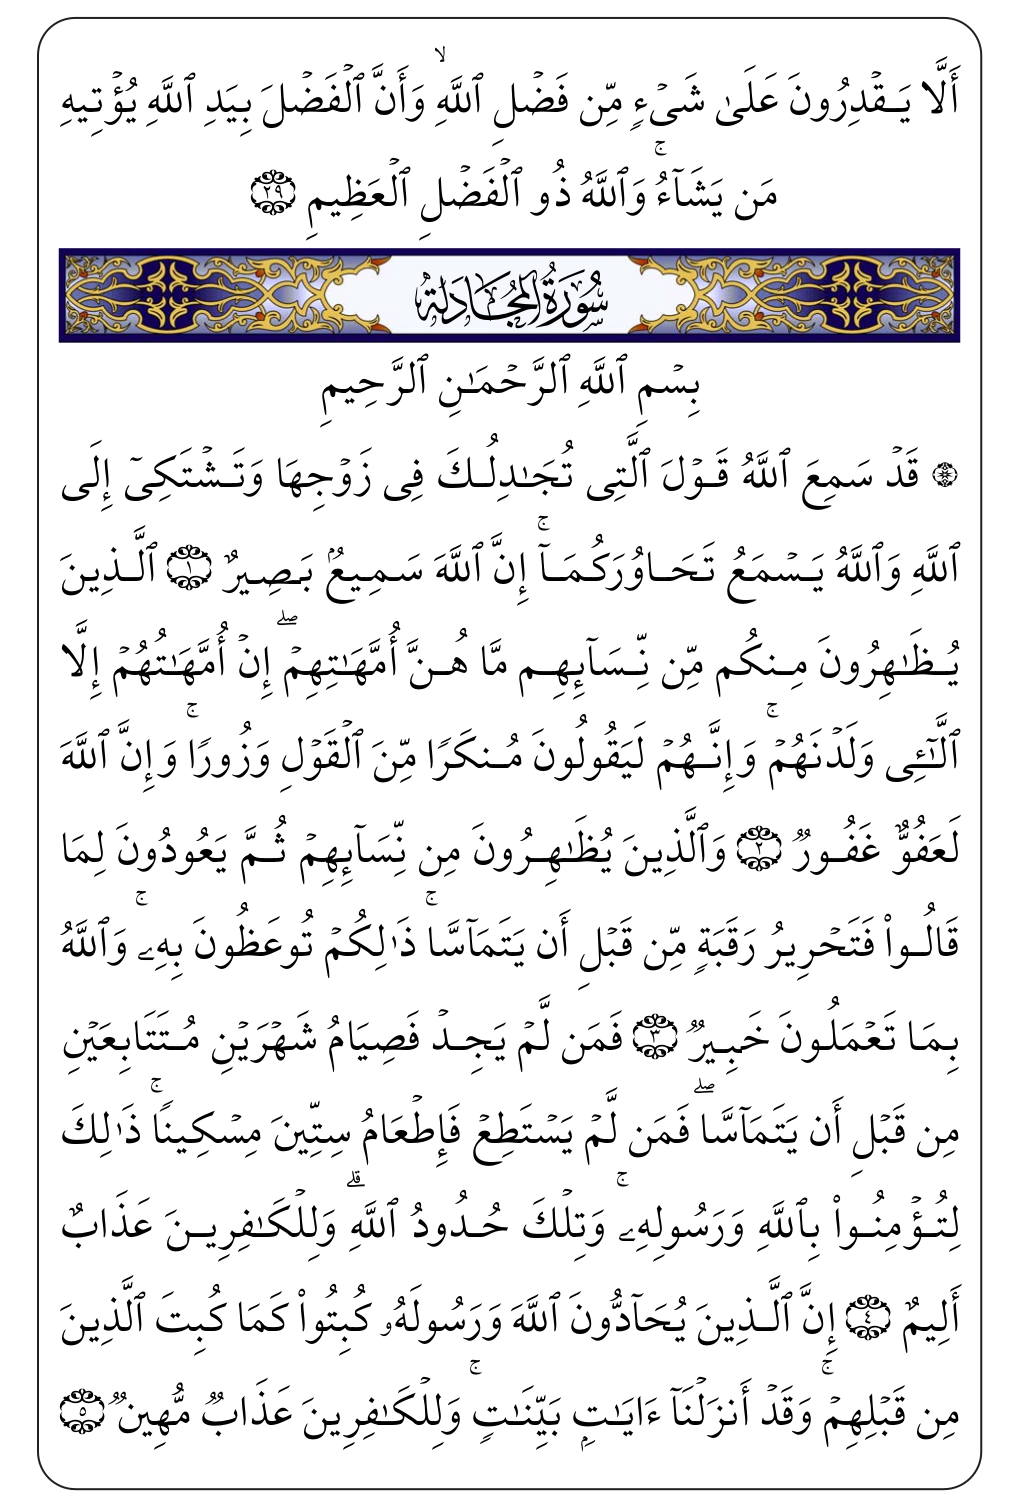 أَلَّا يَقۡدِرُونَ عَلَىٰ شَيۡءٖ مِّن فَضۡلِ ٱللَّهِۙ وَأَنَّ ٱلۡفَضۡلَ بِيَدِ ٱللَّهِ يُؤۡتِيهِ
مَن يَشَآءُۚ وَٱللَّهُ ذُو ٱلۡفَضۡلِ ٱلۡعَظِيمِ ٢٩
سُورَةُ المُجَادلة
بِسۡمِ ٱللَّهِ ٱلرَّحۡمَٰنِ ٱلرَّحِيمِ
۞ قَدۡ سَمِعَ ٱللَّهُ قَوۡلَ ٱلَّتِي تُجَٰدِلُكَ فِي زَوۡجِهَا وَتَشۡتَكِيٓ إِلَى
ٱللَّهِ وَٱللَّهُ يَسۡمَعُ تَحَاوُرَكُمَآۚ إِنَّ ٱللَّهَ سَمِيعُۢ بَصِيرٌ ١ ٱلَّذِينَ
يُظَٰهِرُونَ مِنكُم مِّن نِّسَآئِهِم مَّا هُنَّ أُمَّهَٰتِهِمۡۖ إِنۡ أُمَّهَٰتُهُمۡ إِلَّا
ٱلَّٰٓـِٔي وَلَدۡنَهُمۡۚ وَإِنَّهُمۡ لَيَقُولُونَ مُنكَرٗا مِّنَ ٱلۡقَوۡلِ وَزُورٗاۚ وَإِنَّ ٱللَّهَ
لَعَفُوٌّ غَفُورٞ ٢ وَٱلَّذِينَ يُظَٰهِرُونَ مِن نِّسَآئِهِمۡ ثُمَّ يَعُودُونَ لِمَا
قَالُواْ فَتَحۡرِيرُ رَقَبَةٖ مِّن قَبۡلِ أَن يَتَمَآسَّاۚ ذَٰلِكُمۡ تُوعَظُونَ بِهِۦۚ وَٱللَّهُ
بِمَا تَعۡمَلُونَ خَبِيرٞ ٣ فَمَن لَّمۡ يَجِدۡ فَصِيَامُ شَهۡرَيۡنِ مُتَتَابِعَيۡنِ
مِن قَبۡلِ أَن يَتَمَآسَّاۖ فَمَن لَّمۡ يَسۡتَطِعۡ فَإِطۡعَامُ سِتِّينَ مِسۡكِينٗاۚ ذَٰلِكَ
لِتُؤۡمِنُواْ بِٱللَّهِ وَرَسُولِهِۦۚ وَتِلۡكَ حُدُودُ ٱللَّهِۗ وَلِلۡكَٰفِرِينَ عَذَابٌ
أَلِيمٌ ٤ إِنَّ ٱلَّذِينَ يُحَآدُّونَ ٱللَّهَ وَرَسُولَهُۥ كُبِتُواْ كَمَا كُبِتَ ٱلَّذِينَ
مِن قَبۡلِهِمۡۚ وَقَدۡ أَنزَلۡنَآ ءَايَٰتِۭ بَيِّنَٰتٖۚ وَلِلۡكَٰفِرِينَ عَذَابٞ مُّهِينٞ ٥